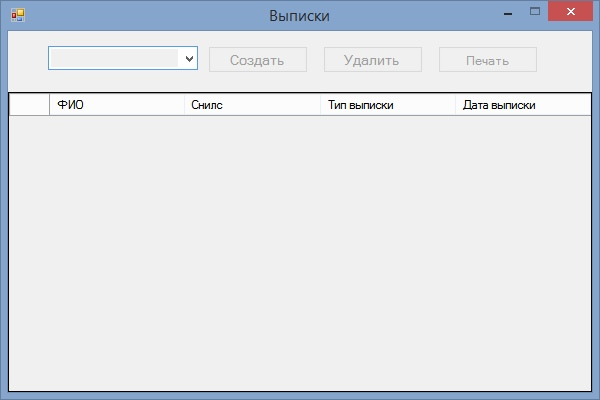 Выписки
Создать Удалить Печать
ФИО Снилс Тип выписки Дата выписки